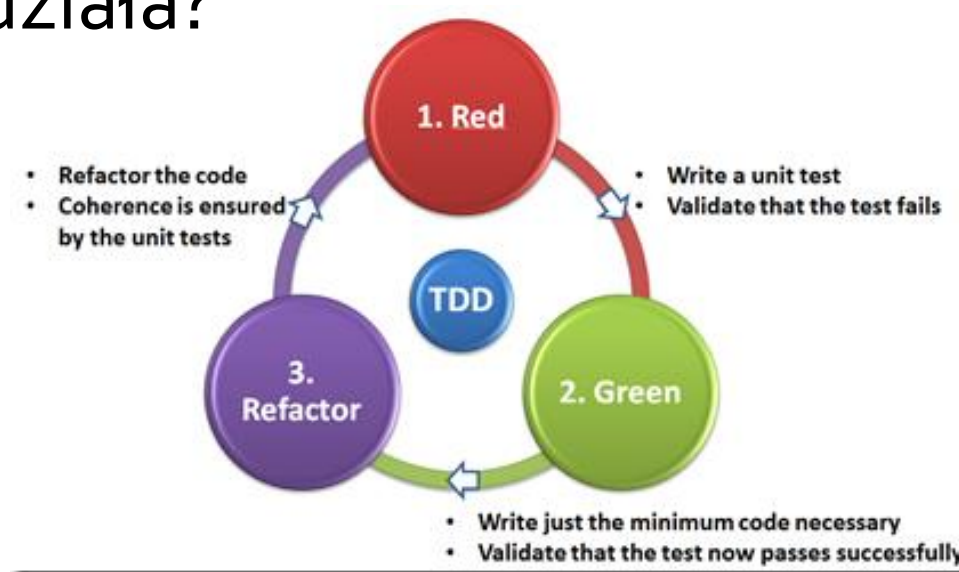 działa?
1. Red
• Refactor the code
• Coherence is ensured
by the unit tests
• Write a unit test
• Validate that the test fails
TDD
3.
Refactor
2. Green
• Write just the minimum code necessary
• Validate that the test now passes successfully